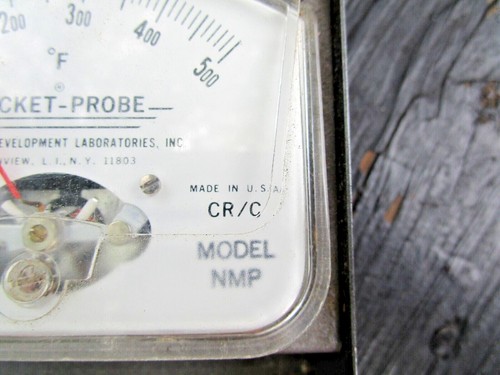 200 300 400 500
°F
®
CKET-PROBE
EVELOPMENT LABORATORIES, INC
VIEW, L.I., N.Y. 11803
MADE IN U.S.A.
CR/C
MODEL
NMP